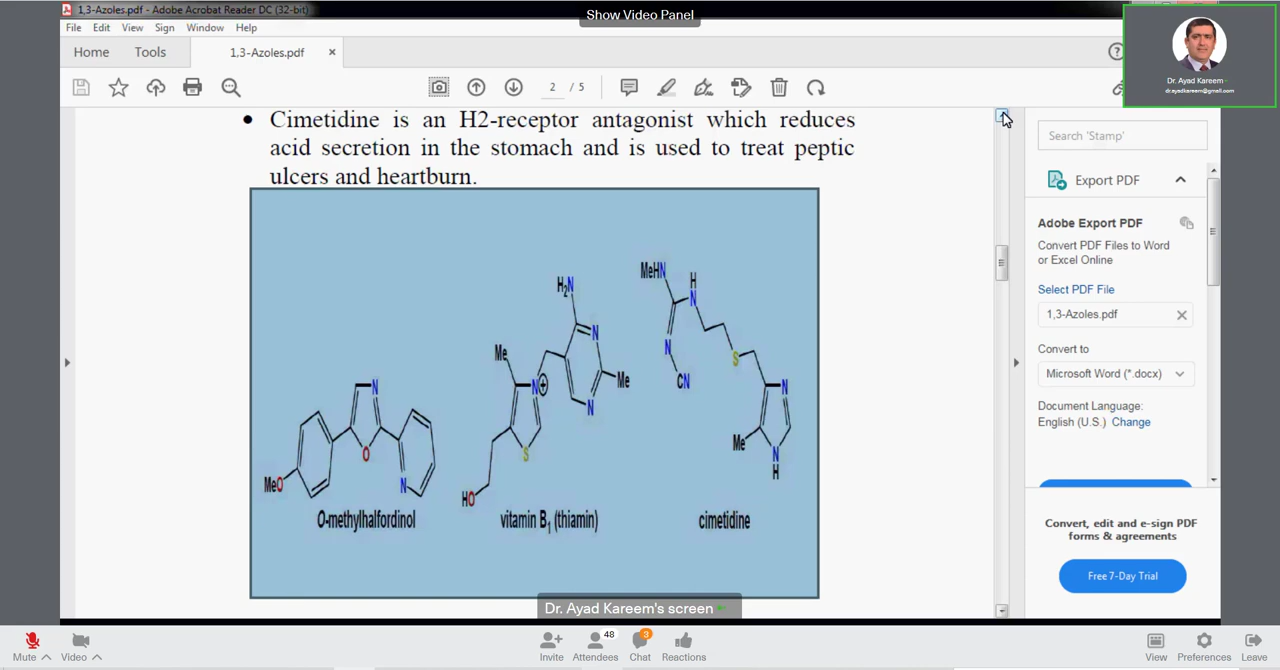 1,3-Azoles.pdf - Adobe Acrobat Reader DC (32-bit)
Show Video Panel
File Edit View Sign Window Help
Home Tools 1,3-Azoles.pdf ×
2 / 5
Dr. Ayad Kareem
dr.ayadkareem@gmail.com
• Cimetidine is an H2-receptor antagonist which reduces
acid secretion in the stomach and is used to treat peptic
ulcers and heartburn.
MeO
N
O
N
O-methylhalfordinol
H2N
N
Me
N
Me
N
S
HO
vitamin B1 (thiamin)
MeHN
H
N
N
CN
S
N
Me
N
H
cimetidine
Search 'Stamp'
Export PDF
Adobe Export PDF
Convert PDF Files to Word
or Excel Online
Select PDF File
1,3-Azoles.pdf
Convert to
Microsoft Word (*.docx)
Document Language:
English (U.S.) Change
Convert, edit and e-sign PDF
forms & agreements
Free 7-Day Trial
Dr. Ayad Kareem's screen
Mute
Video
Invite
48
Attendees
3
Chat
Reactions
View
Preferences
Leave